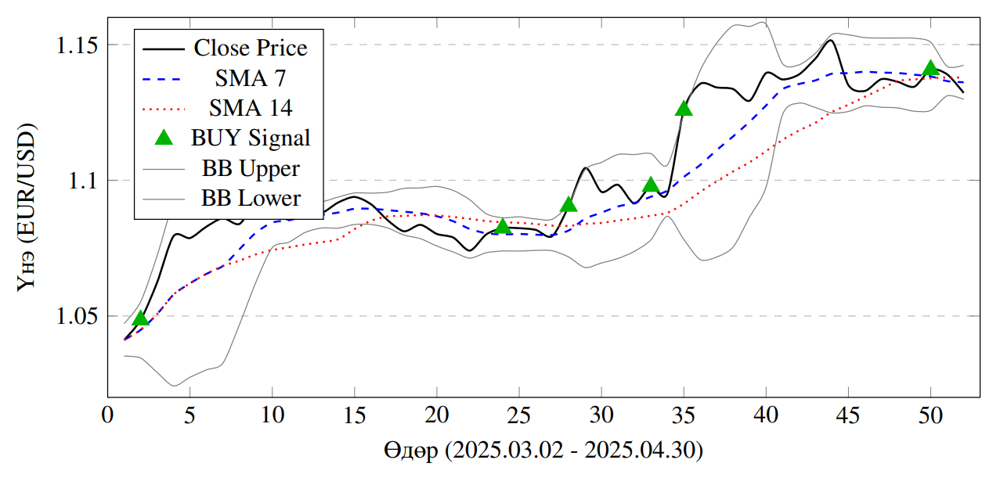 1.15
1.1
1.05
Үнэ (EUR/USD)
Close Price
SMA 7
SMA 14
BUY Signal
BB Upper
BB Lower
0 5 10 15 20 25 30 35 40 45 50
Өдөр (2025.03.02 - 2025.04.30)